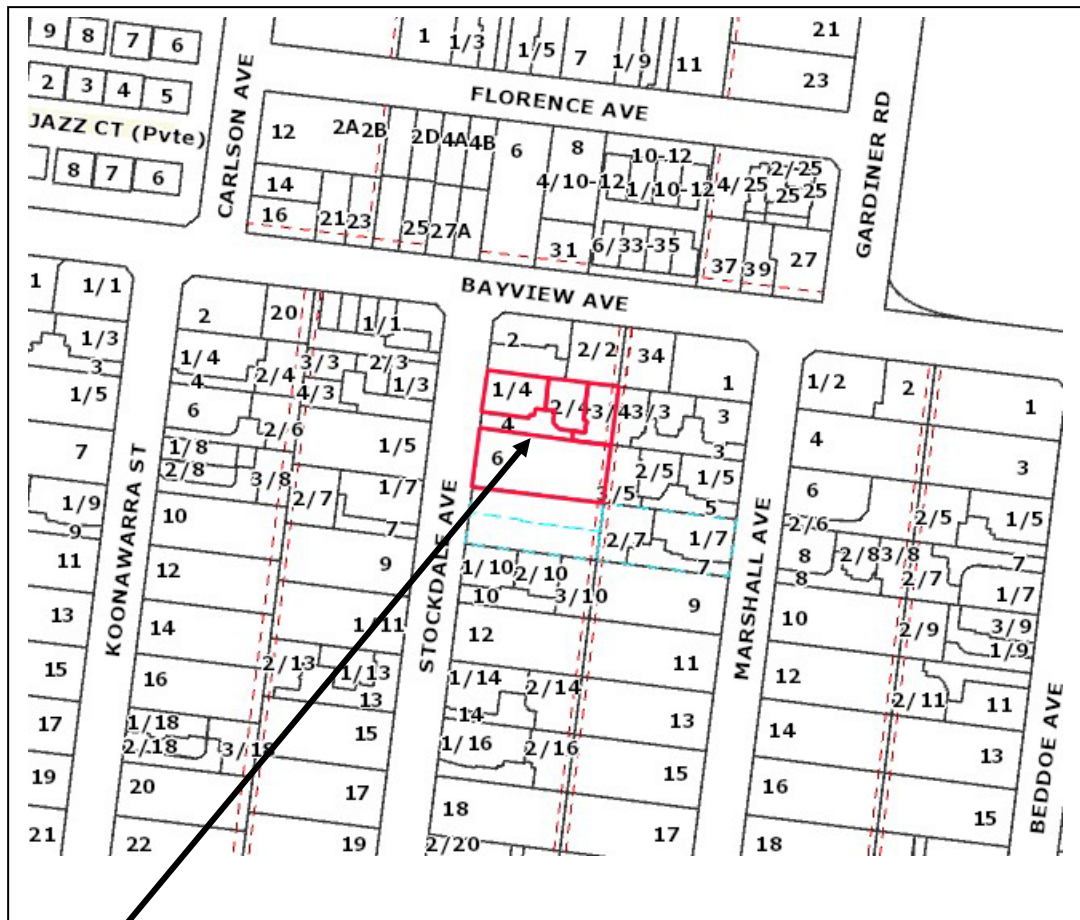 9 8 7 6
1 1/3 1/5 7 1/9 11
21
23
2 3 4 5
CARLSON AVE
FLORENCE AVE
GARDINER RD
JAZZ CT (Pvte)
8 7 6
12 2A 2B 2D 4A 4B 6 8
10-12
4/10-12 1/10-12 4/25 2/25
25 25
14
16 21 23 25 27A 31 6/33-35 37 39 27
BAYVIEW AVE
1 1/1
1/3
3
1/5
7
1/9
9
11
13
15
17
19
21
KOONAWARRA ST
2 20 1/1
1/4 3/3 2/3
4 2/4 4/3 1/3
6 2/6 1/5
1/8
2/8 3/8 2/7 1/7
10 7
12 9
14 1/11
16 2/13 1/13
13
1/18 15
2/18 3/18
20 17
22 19
STOCKDALE AVE
2 2/2 34 1
1/4 2/4 3/4 3/3 3
4 3
6 2/5 1/5
3/5 5
2/7 1/7
7
1/10 2/10
10 3/10 9
12 11
1/14 2/14
14 13
1/16 2/16 15
18 17
2/20
MARSHALL AVE
1/2 2 1
4 3
6 2/5 1/5
2/6
8 2/8 3/8 7
8 2/7 1/7
10 2/9 3/9
1/9
12 2/11 11
14 13
16 15
18
BEDDOE AVE